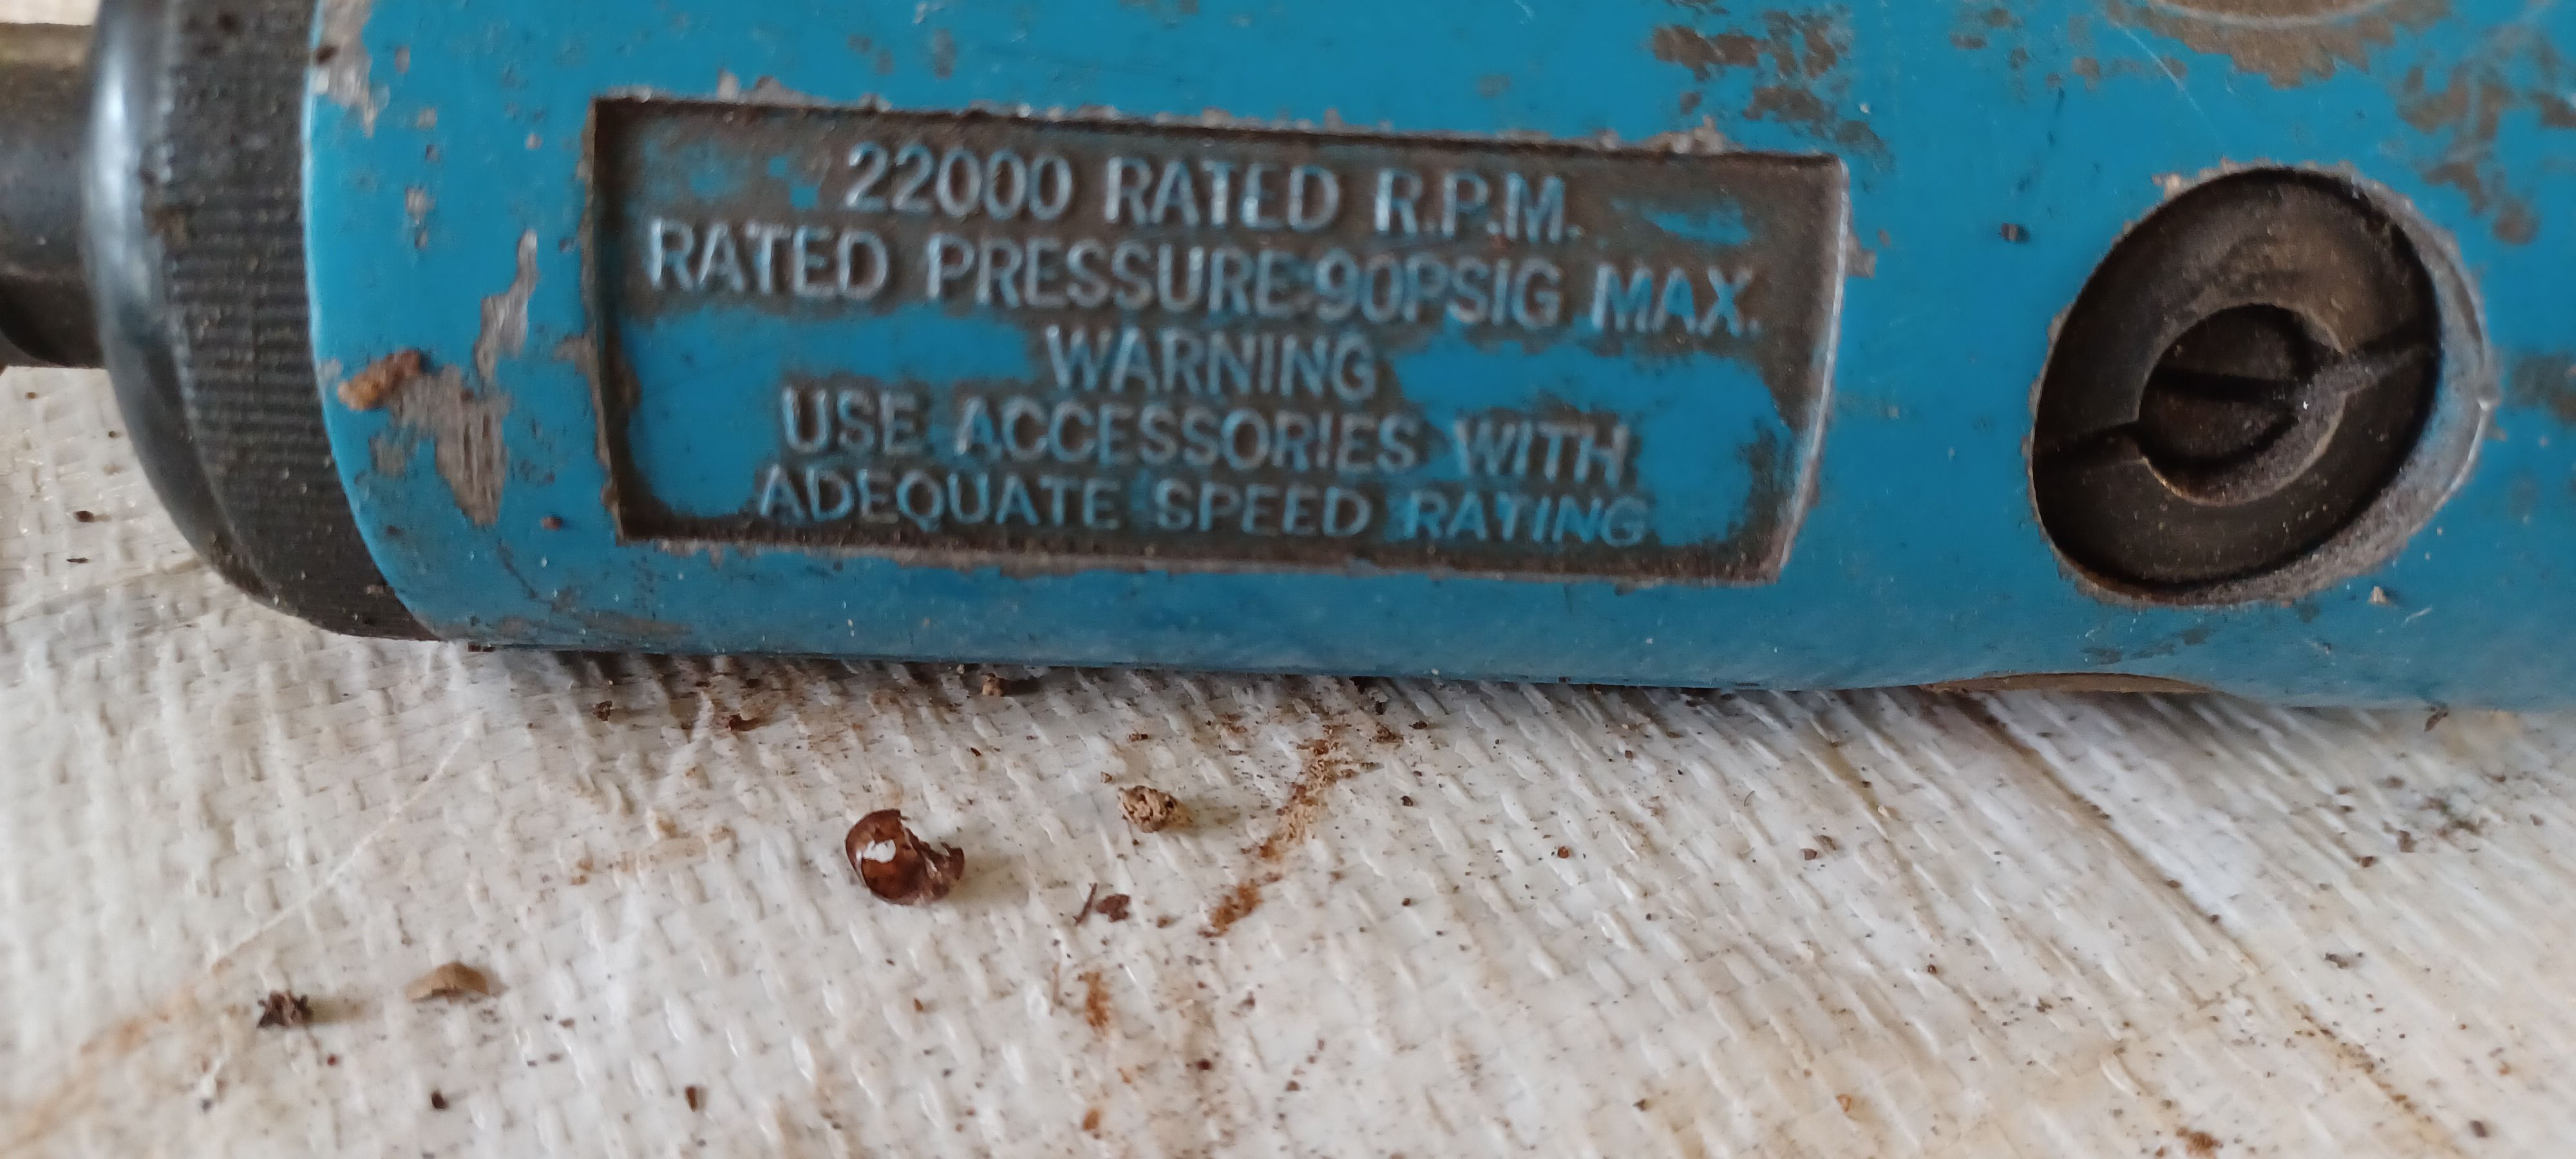 22000 RATED R.P.M.
RATED PRESSURE:90PSIG MAX.
WARNING
USE ACCESSORIES WITH
ADEQUATE SPEED RATING